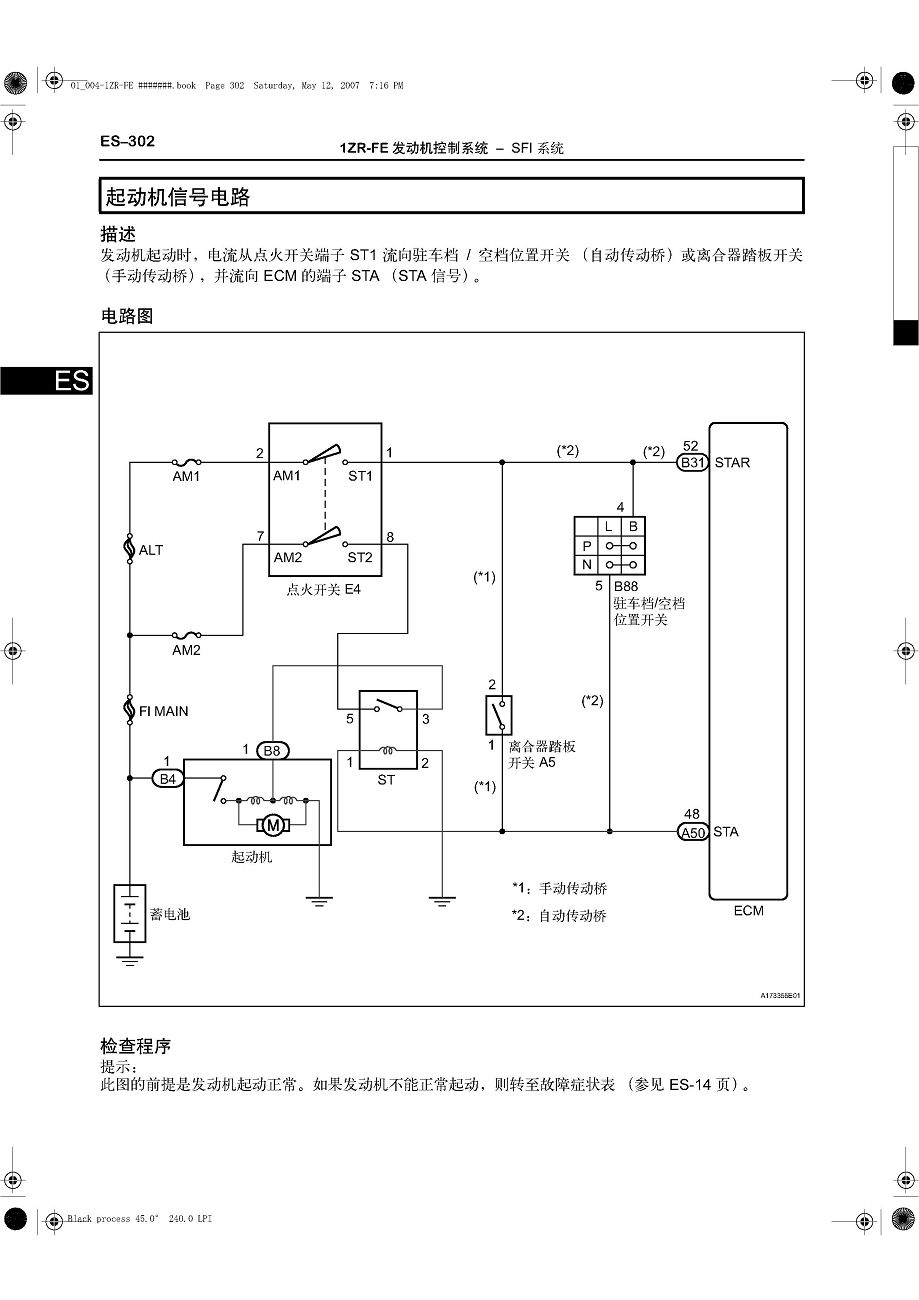 01_004-1ZR-FE #######.book Page 302 Saturday, May 12, 2007 7:16 PM
ES–302
1ZR-FE 发动机控制系统 – SFI 系统
起动机信号电路
描述
发动机起动时，电流从点火开关端子 ST1 流向驻车档 / 空档位置开关 （自动传动桥）或离合器踏板开关
（手动传动桥），并流向 ECM 的端子 STA （STA 信号）。
电路图
ES
2
1
(*2)
(*2)
52
AM1
AM1
ST1
B31
STAR
4
L B
ALT
7
8
P
AM2
ST2
N
点火开关 E4
(*1)
5
B88
驻车档/空档
位置开关
AM2
2
(*2)
FI MAIN
5
3
1
B8
1
离合器踏板
开关 A5
1
B4
1
2
ST
(*1)
48
M
A50
STA
起动机
*1：手动传动桥
ECM
蓄电池
*2：自动传动桥
A173355E01
检查程序
提示：
此图的前提是发动机起动正常。如果发动机不能正常起动，则转至故障症状表 （参见 ES-14 页）。
Black process 45.0° 240.0 LPI